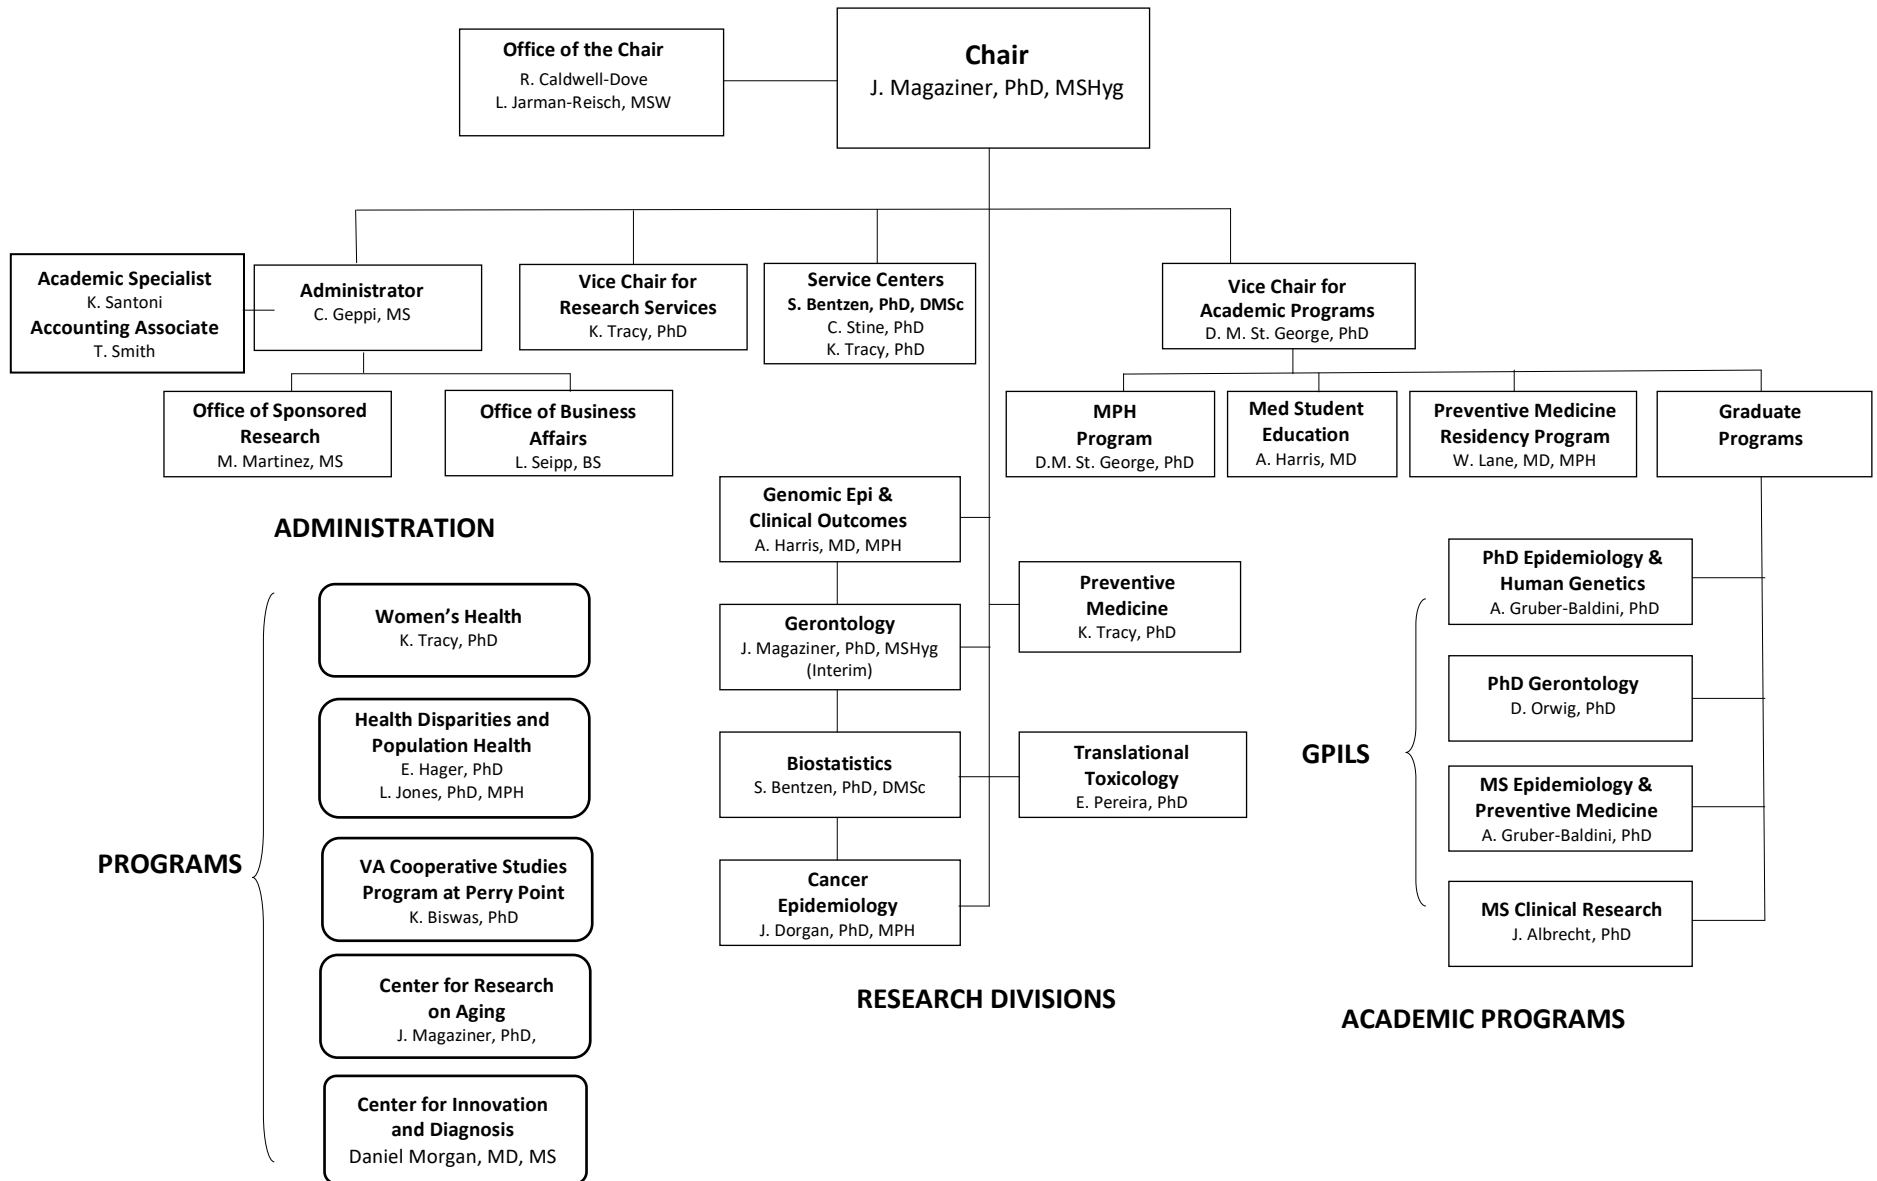 Office of the Chair
R. Caldwell-Dove
L. Jarman-Reisch, MSW
Chair
J. Magaziner, PhD, MSHyg
Academic Specialist
K. Santoni
Accounting Associate
T. Smith
Administrator
C. Geppi, MS
Vice Chair for
Research Services
K. Tracy, PhD
Service Centers
S. Bentzen, PhD, DMSc
C. Stine, PhD
K. Tracy, PhD
Vice Chair for
Academic Programs
D. M. St. George, PhD
Office of Sponsored
Research
M. Martinez, MS
Office of Business
Affairs
L. Seipp, BS
MPH
Program
D.M. St. George, PhD
Med Student
Education
A. Harris, MD
Preventive Medicine
Residency Program
W. Lane, MD, MPH
Graduate
Programs
ADMINISTRATION
PROGRAMS
Women’s Health
K. Tracy, PhD
Health Disparities and
Population Health
E. Hager, PhD
L. Jones, PhD, MPH
VA Cooperative Studies
Program at Perry Point
K. Biswas, PhD
Center for Research
on Aging
J. Magaziner, PhD,
Center for Innovation
and Diagnosis
Daniel Morgan, MD, MS
Genomic Epi &
Clinical Outcomes
A. Harris, MD, MPH
Gerontology
J. Magaziner, PhD, MSHyg
(Interim)
Biostatistics
S. Bentzen, PhD, DMSc
Cancer
Epidemiology
J. Dorgan, PhD, MPH
Preventive
Medicine
K. Tracy, PhD
Translational
Toxicology
E. Pereira, PhD
RESEARCH DIVISIONS
GPILS
PhD Epidemiology &
Human Genetics
A. Gruber-Baldini, PhD
PhD Gerontology
D. Orwig, PhD
MS Epidemiology &
Preventive Medicine
A. Gruber-Baldini, PhD
MS Clinical Research
J. Albrecht, PhD
ACADEMIC PROGRAMS